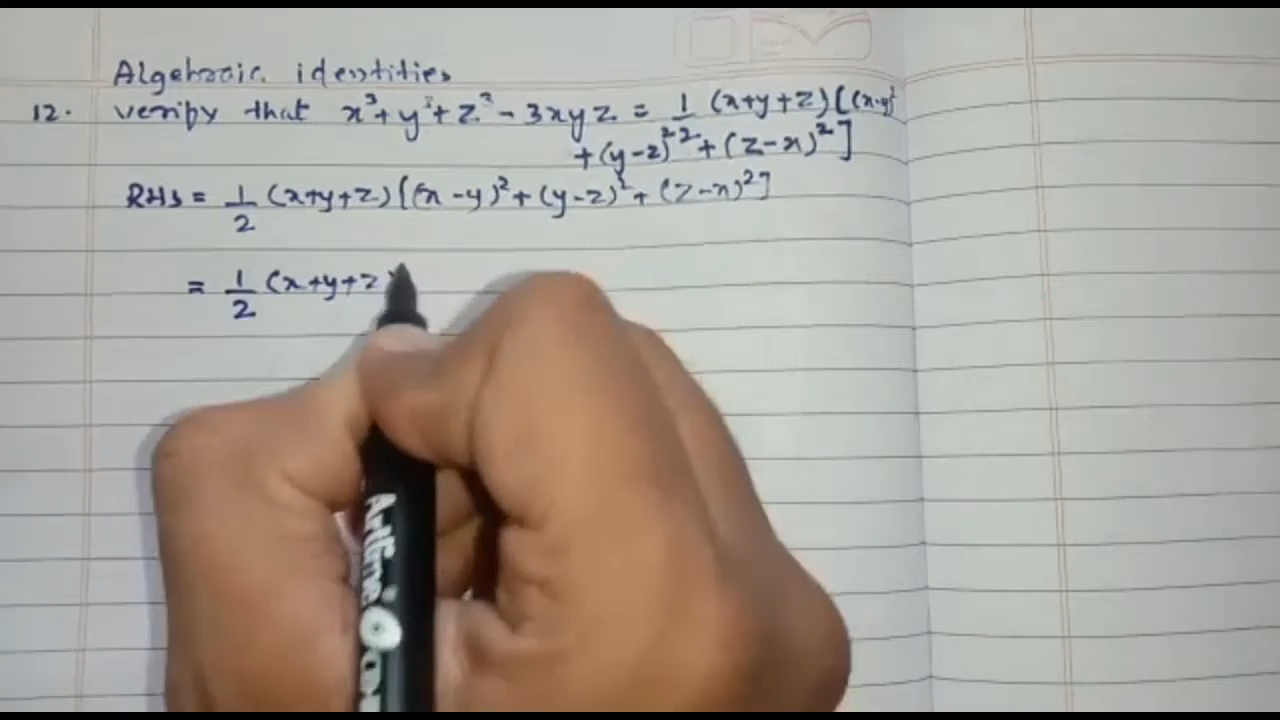 Algebraic identities
12. verify that x³+y³+z³-3xyz = 1/2 (x+y+z)[(x-y)²
+(y-z)²+(z-x)²]
RHS = 1/2 (x+y+z)[(x-y)²+(y-z)²+(z-x)²]
= 1/2 (x+y+z)
Artline